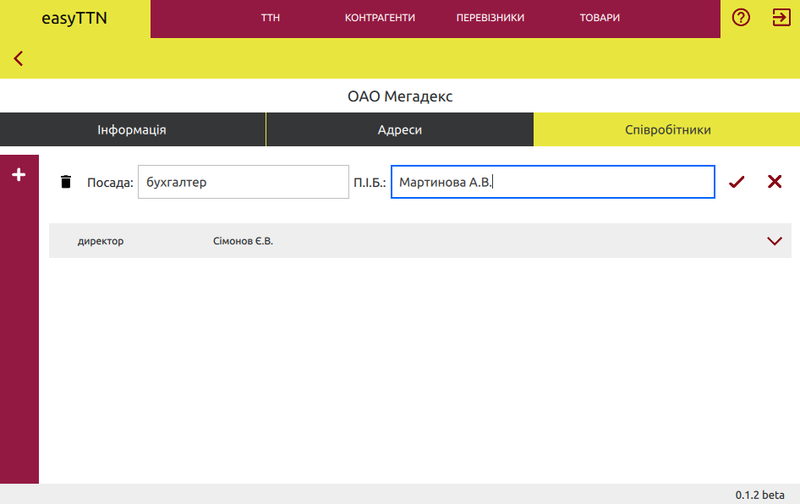 easyTTN ТТН КОНТРАГЕНТИ ПЕРЕВІЗНИКИ ТОВАРИ
ОАО Мегадекс
Інформація Адреси Співробітники
Посада: бухгалтер П.І.Б.: Мартинова А.В.
директор Сімонов Є.В.
0.1.2 beta